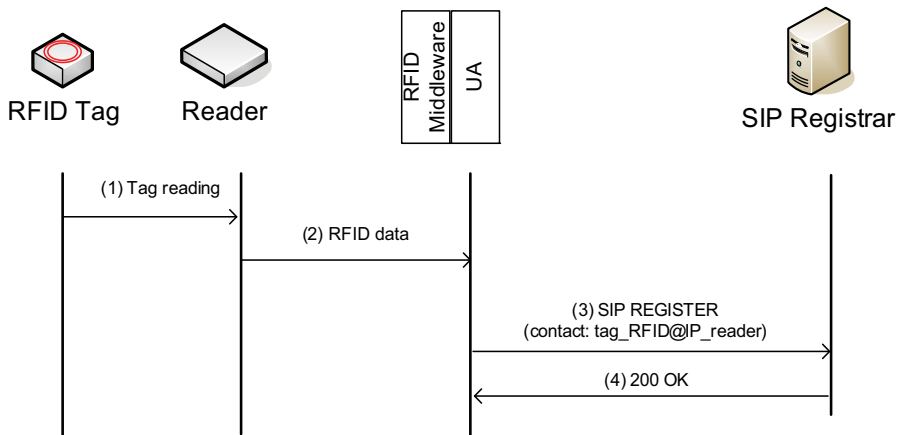 RFID Tag
Reader
RFID
Middleware
UA
SIP Registrar
(1) Tag reading
(2) RFID data
(3) SIP REGISTER
(contact: tag_RFID@IP_reader)
(4) 200 OK